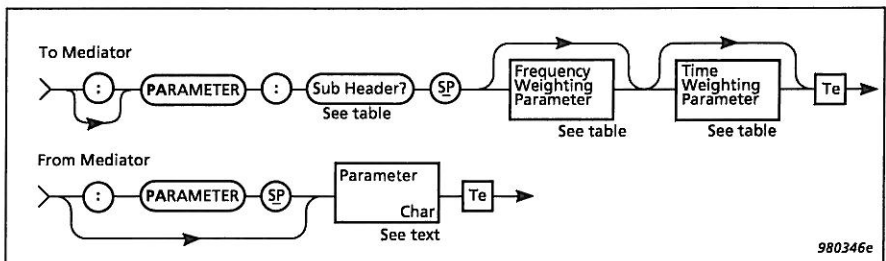 To Mediator
: PARAMETER : Sub Header? SP Frequency Weighting Parameter Time Weighting Parameter Te
See table See table See table
From Mediator
: PARAMETER SP Parameter Char Te
See text
980346e